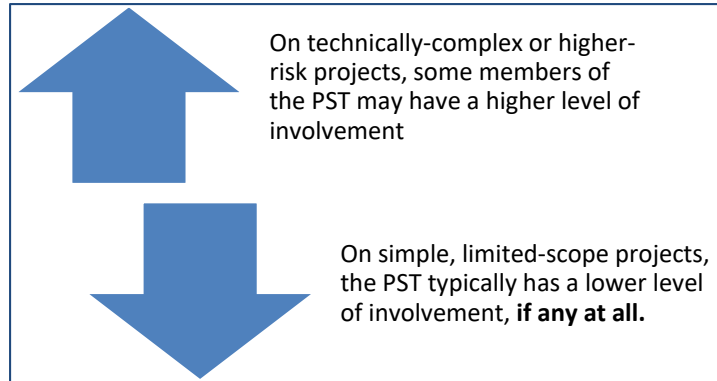 On technically-complex or higher-
risk projects, some members of
the PST may have a higher level of
involvement
On simple, limited-scope projects,
the PST typically has a lower level
of involvement, if any at all.